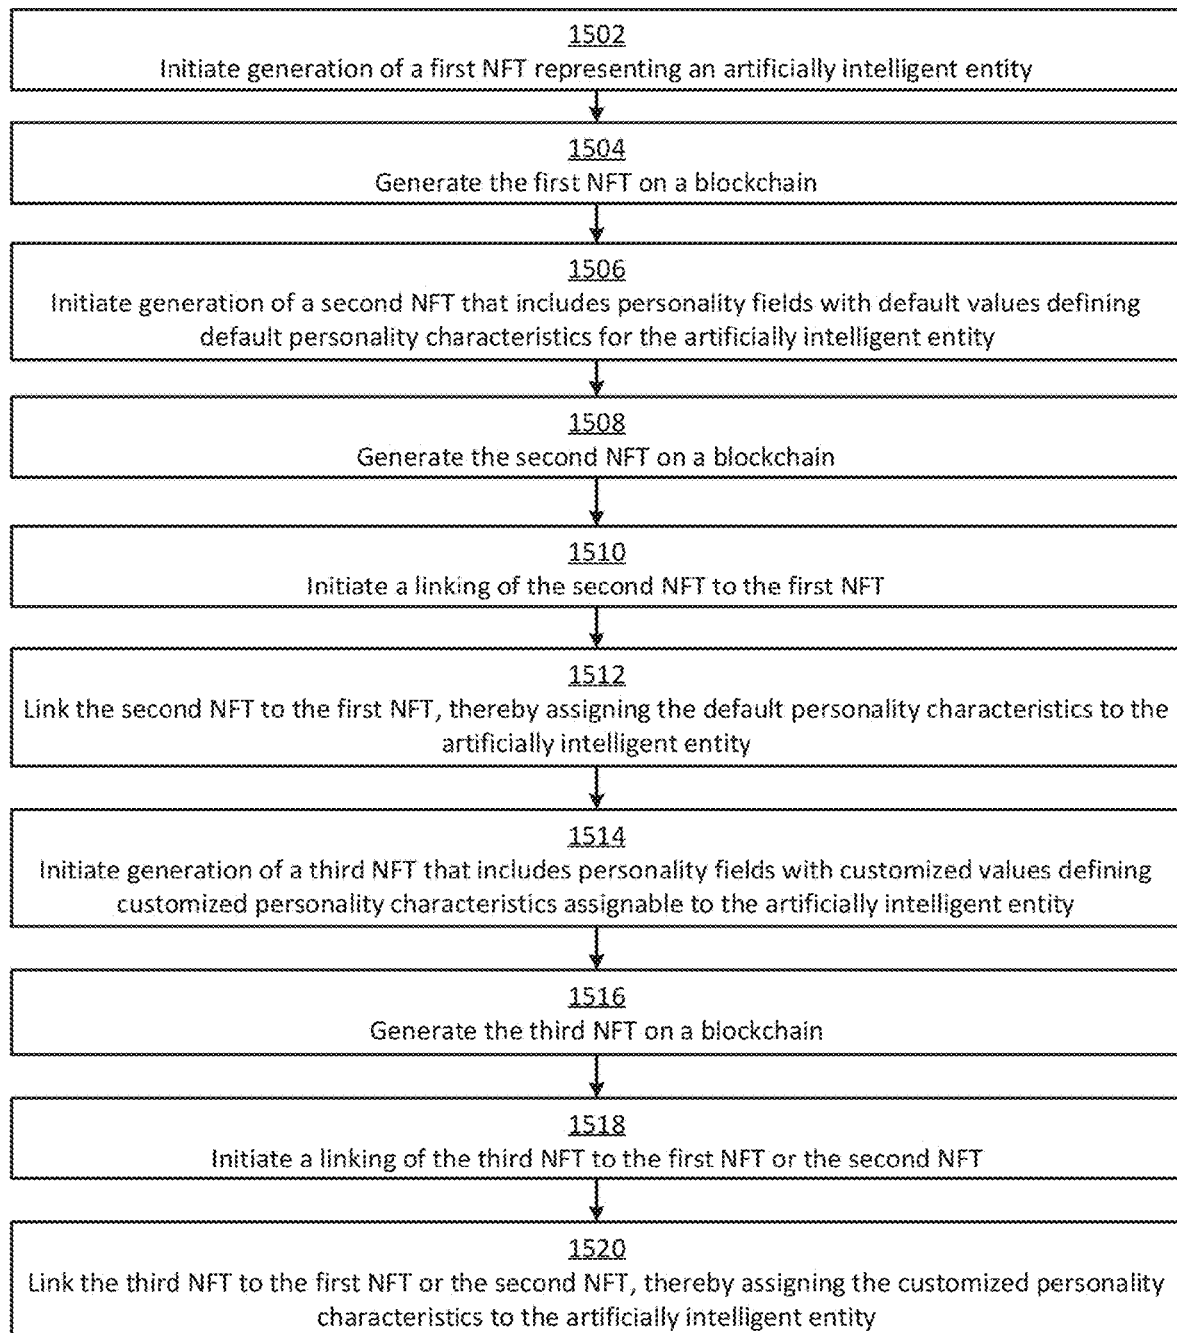 1502
Initiate generation of a first NFT representing an artificially intelligent entity
1504
Generate the first NFT on a blockchain
1506
Initiate generation of a second NFT that includes personality fields with default values defining
default personality characteristics for the artificially intelligent entity
1508
Generate the second NFT on a blockchain
1510
Initiate a linking of the second NFT to the first NFT
1512
Link the second NFT to the first NFT, thereby assigning the default personality characteristics to the
artificially intelligent entity
1514
Initiate generation of a third NFT that includes personality fields with customized values defining
customized personality characteristics assignable to the artificially intelligent entity
1516
Generate the third NFT on a blockchain
1518
Initiate a linking of the third NFT to the first NFT or the second NFT
1520
Link the third NFT to the first NFT or the second NFT, thereby assigning the customized personality
characteristics to the artificially intelligent entity